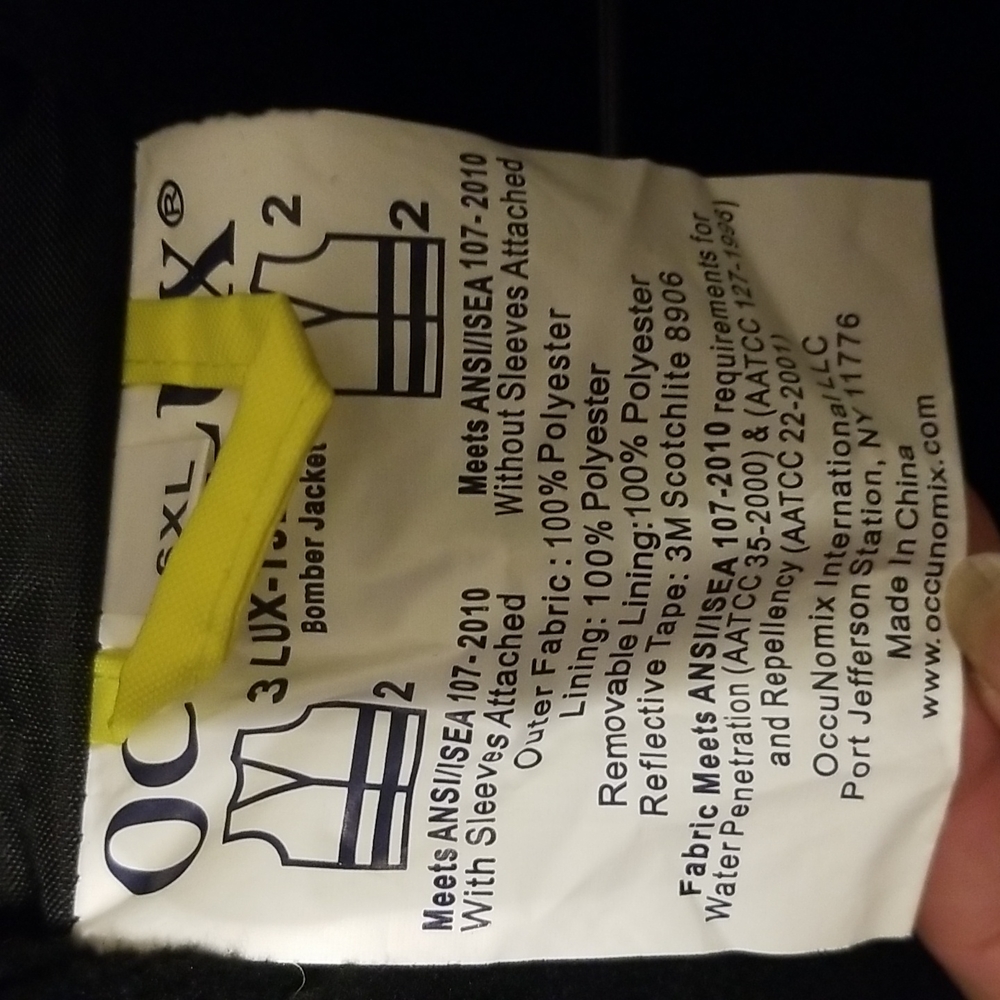 OC LUX®
XL
3 LUX-
2
2
2
Bomber Jacket
Meets ANSI/ISEA 107-2010
With Sleeves Attached
Meets ANSI/ISEA 107-2010
Without Sleeves Attached
Outer Fabric : 100% Polyester
Lining: 100% Polyester
Removable Lining:100% Polyester
Reflective Tape: 3M Scotchlite 8906
Fabric Meets ANSI/ISEA 107-2010 requirements for
Water Penetration (AATCC 35-2000) & (AATCC 127-1995)
and Repellency (AATCC 22-2001)
OccuNomix International LLC
Port Jefferson Station, NY 11776
Made In China
www.occunomix.com